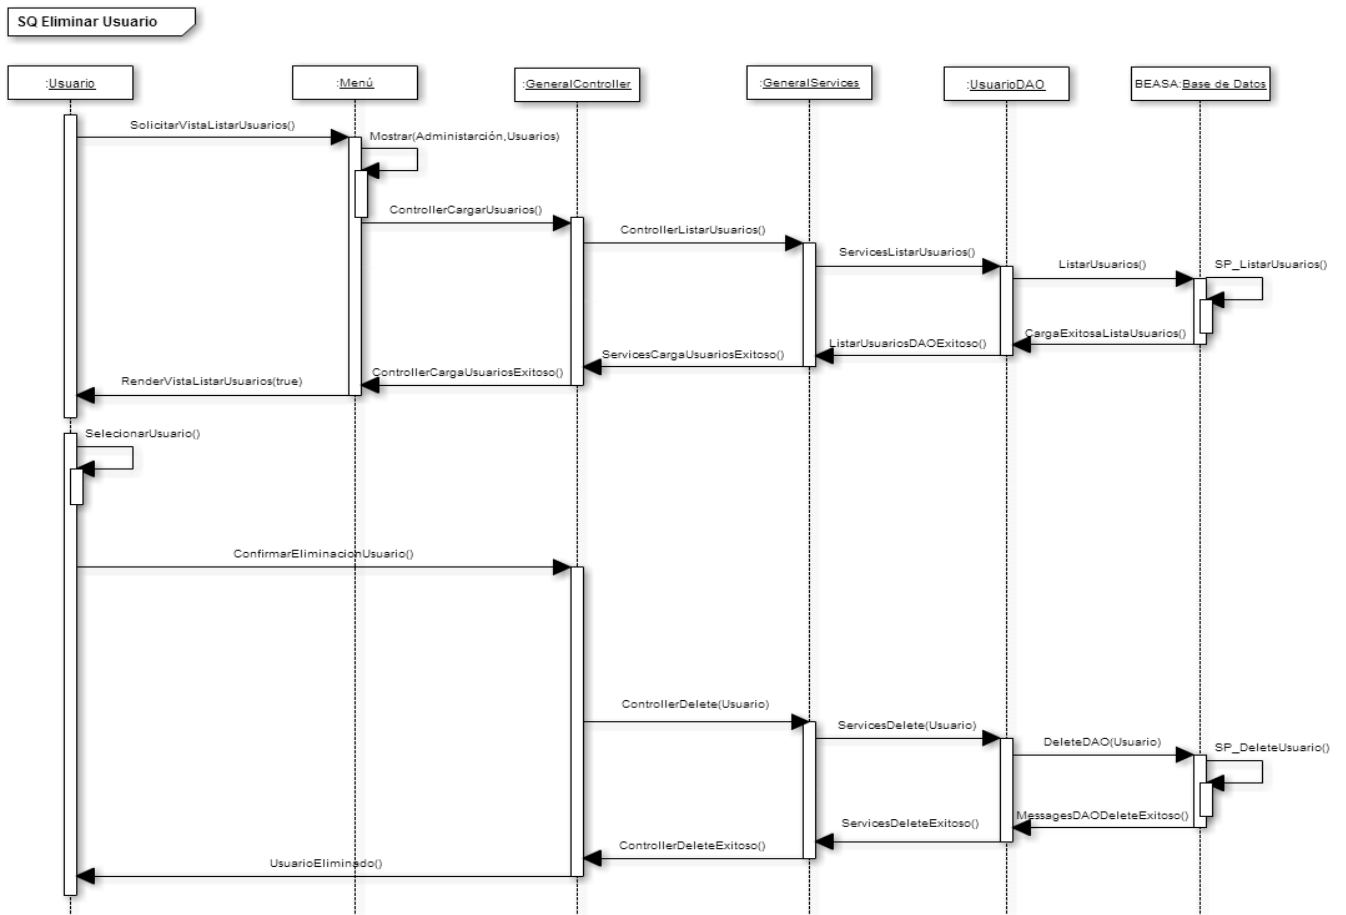 SQ Eliminar Usuario
:Usuario
:Menú
:GeneralController
:GeneralServices
:UsuarioDAO
BEASA:Base de Datos
SolicitarVistaListarUsuarios()
Mostrar(Administarción,Usuarios)
ControllerCargarUsuarios()
ControllerListarUsuarios()
ServicesListarUsuarios()
ListarUsuarios()
SP_ListarUsuarios()
CargaExitosaListaUsuarios()
ListarUsuariosDAOExitoso()
ServicesCargaUsuariosExitoso()
ControllerCargaUsuariosExitoso()
RenderVistaListarUsuarios(true)
SelecionarUsuario()
ConfirmarEliminacionUsuario()
ControllerDelete(Usuario)
ServicesDelete(Usuario)
DeleteDAO(Usuario)
SP_DeleteUsuario()
MessagesDAODeleteExitoso()
ServicesDeleteExitoso()
ControllerDeleteExitoso()
UsuarioEliminado()